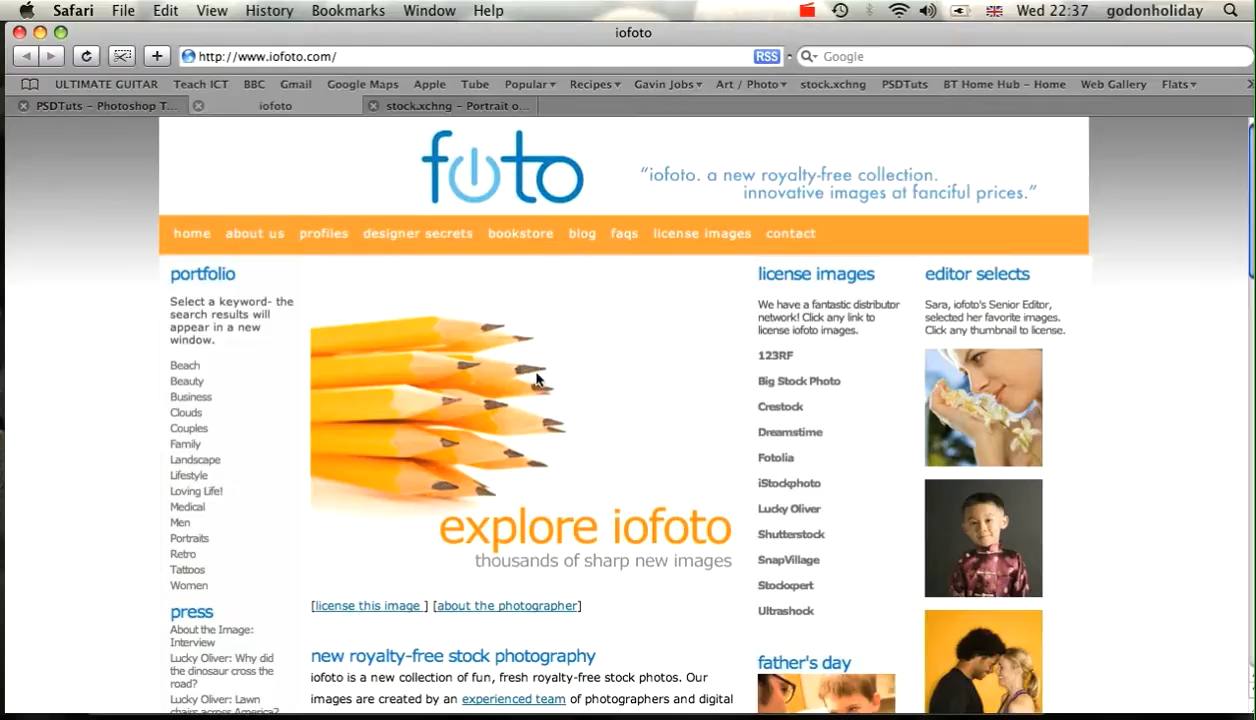 Safari File Edit View History Bookmarks Window Help Wed 22:37 godonholiday
iofoto
http://www.iofoto.com/ RSS Google
ULTIMATE GUITAR Teach ICT BBC Gmail Google Maps Apple Tube Popular Recipes Gavin Jobs Art / Photo stock.xchng PSDTuts BT Home Hub - Home Web Gallery Flats
PSDTuts - Photoshop T... iofoto stock.xchng - Portrait o...
foto
"iofoto. a new royalty-free collection.
innovative images at fanciful prices."
home about us profiles designer secrets bookstore blog faqs license images contact
portfolio
Select a keyword- the
search results will
appear in a new
window.
Beach
Beauty
Business
Clouds
Couples
Family
Landscape
Lifestyle
Loving Life!
Medical
Men
Portraits
Retro
Tattoos
Women
press
About the Image:
Interview
Lucky Oliver: Why did
the dinosaur cross the
road?
Lucky Oliver: Lawn
chairs across America?
explore iofoto
thousands of sharp new images
[license this image ] [about the photographer]
new royalty-free stock photography
iofoto is a new collection of fun, fresh royalty-free stock photos. Our
images are created by an experienced team of photographers and digital
license images
We have a fantastic distributor
network! Click any link to
license iofoto images.
123RF
Big Stock Photo
Crestock
Dreamstime
Fotolia
iStockphoto
Lucky Oliver
Shutterstock
SnapVillage
Stockxpert
Ultrashock
father's day
editor selects
Sara, iofoto's Senior Editor,
selected her favorite images.
Click any thumbnail to license.